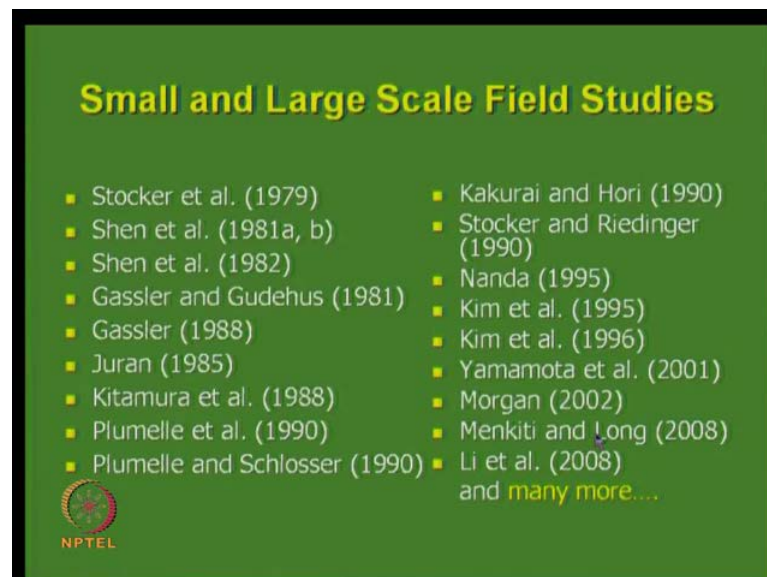 Small and Large Scale Field Studies
Stocker et al. (1979)
Shen et al. (1981a, b)
Shen et al. (1982)
Gassler and Gudehus (1981)
Gassler (1988)
Juran (1985)
Kitamura et al. (1988)
Plumelle et al. (1990)
Plumelle and Schlosser (1990)
Kakurai and Hori (1990)
Stocker and Riedinger
(1990)
Nanda (1995)
Kim et al. (1995)
Kim et al. (1996)
Yamamota et al. (2001)
Morgan (2002)
Menkiti and Long (2008)
Li et al. (2008)
and many more....
NPTEL